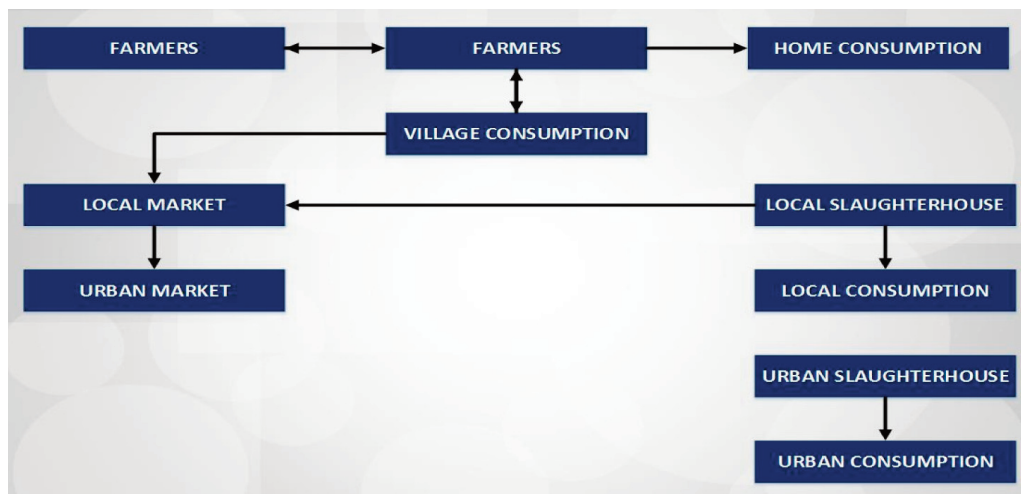 FARMERS
FARMERS
HOME CONSUMPTION
VILLAGE CONSUMPTION
LOCAL MARKET
LOCAL SLAUGHTERHOUSE
URBAN MARKET
LOCAL CONSUMPTION
URBAN SLAUGHTERHOUSE
URBAN CONSUMPTION